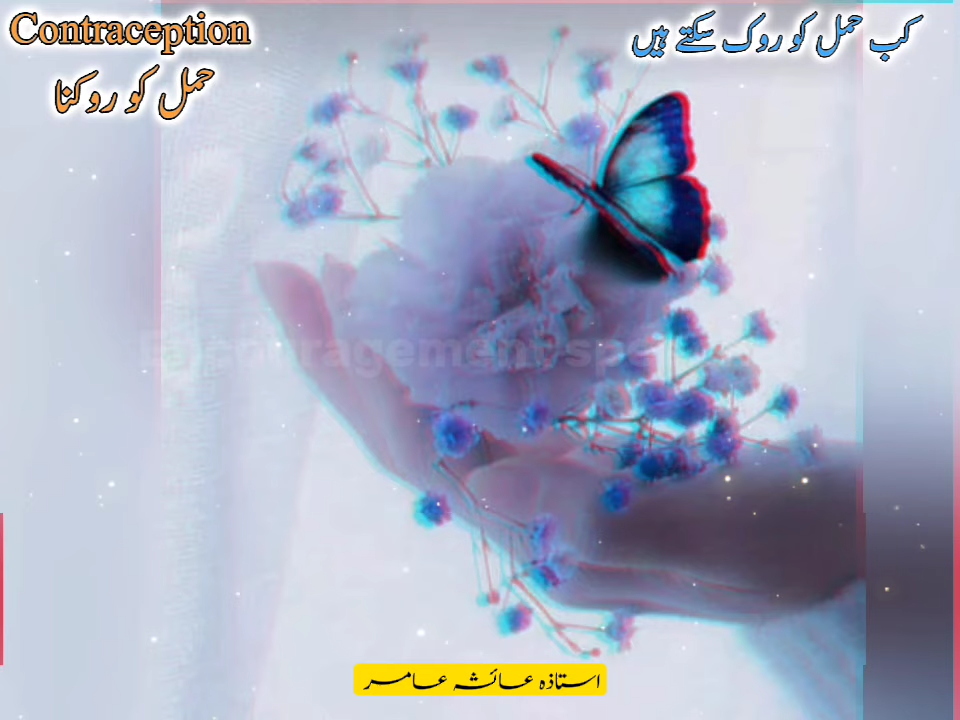 Contraception
حمل کو روکنا
کب حمل کو روک سکتے ہیں
استاذہ عائشہ عامر